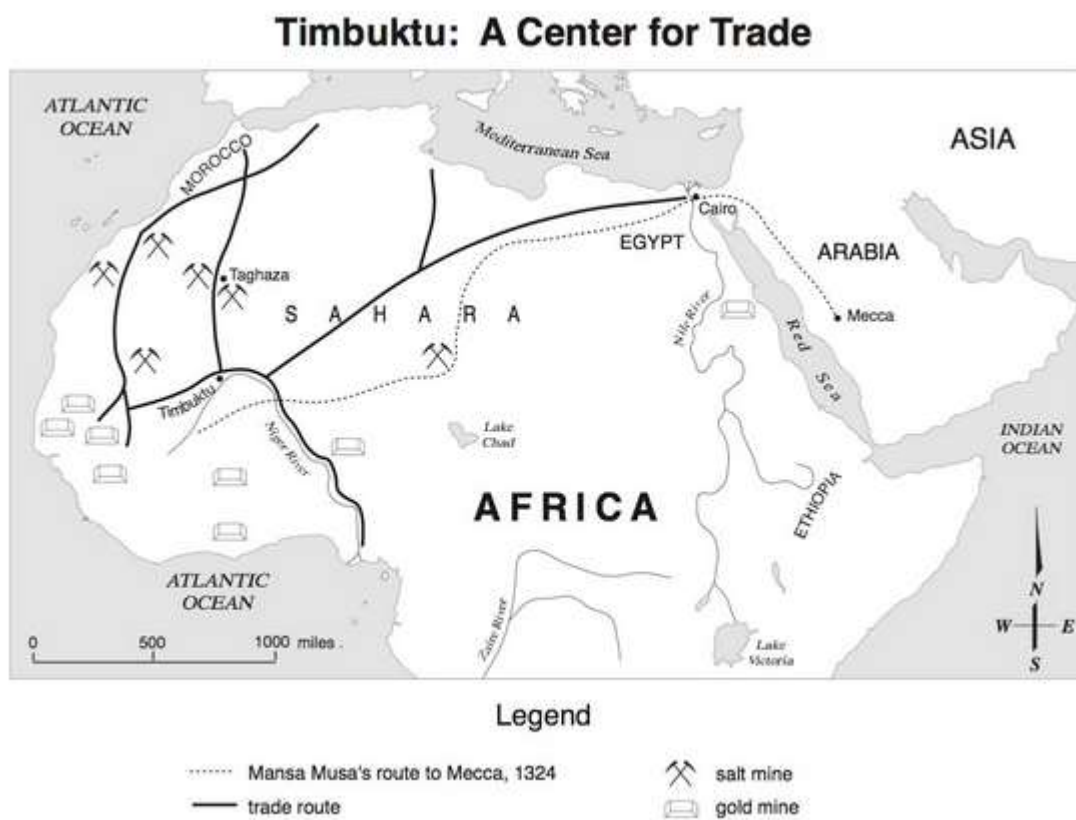 Timbuktu: A Center for Trade
ATLANTIC
OCEAN
MOROCCO
Mediterranean Sea
ASIA
Cairo
EGYPT
ARABIA
Taghaza
SAHARA
Nile River
Mecca
Red
Sea
Timbuktu
Niger River
Lake
Chad
INDIAN
OCEAN
AFRICA
ETHIOPIA
ATLANTIC
OCEAN
0 500 1000 miles .
Zaire River
Lake
Victoria
N
W E
S
Legend
Mansa Musa's route to Mecca, 1324
salt mine
trade route
gold mine